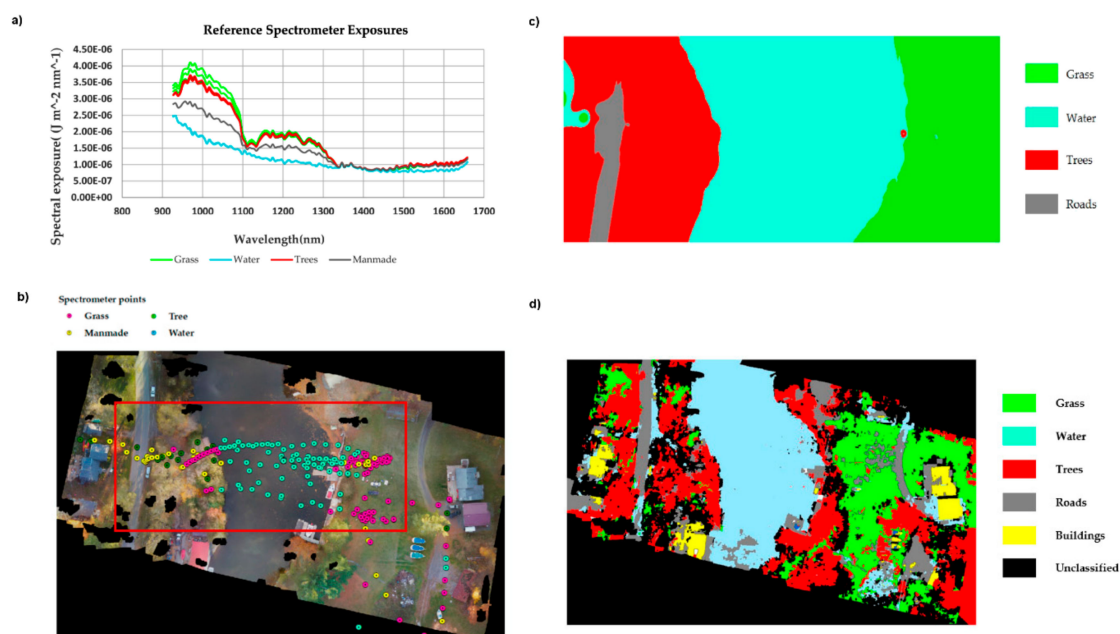 a)
Reference Spectrometer Exposures
Spectral exposure( (J m^-2 nm^-1)
4.50E-06
4.00E-06
3.50E-06
3.00E-06
2.50E-06
2.00E-06
1.50E-06
1.00E-06
5.00E-07
0.00E+00
800 900 1000 1100 1200 1300 1400 1500 1600 1700
Wavelength(nm)
Grass Water Trees Manmade
c)
Grass
Water
Trees
Roads
b)
Spectrometer points
Grass Tree
Manmade Water
d)
Grass
Water
Trees
Roads
Buildings
Unclassified